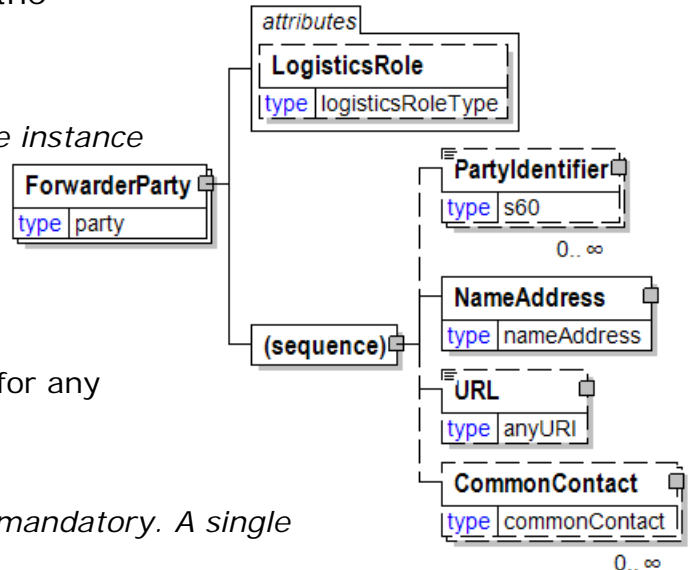 the
attributes
LogisticsRole
type logisticsRoleType
e instance
ForwarderParty
type party
PartyIdentifier
type s60
0.. ∞
NameAddress
type nameAddress
(sequence)
for any
URL
type anyURI
CommonContact
type commonContact
mandatory. A single
0.. ∞